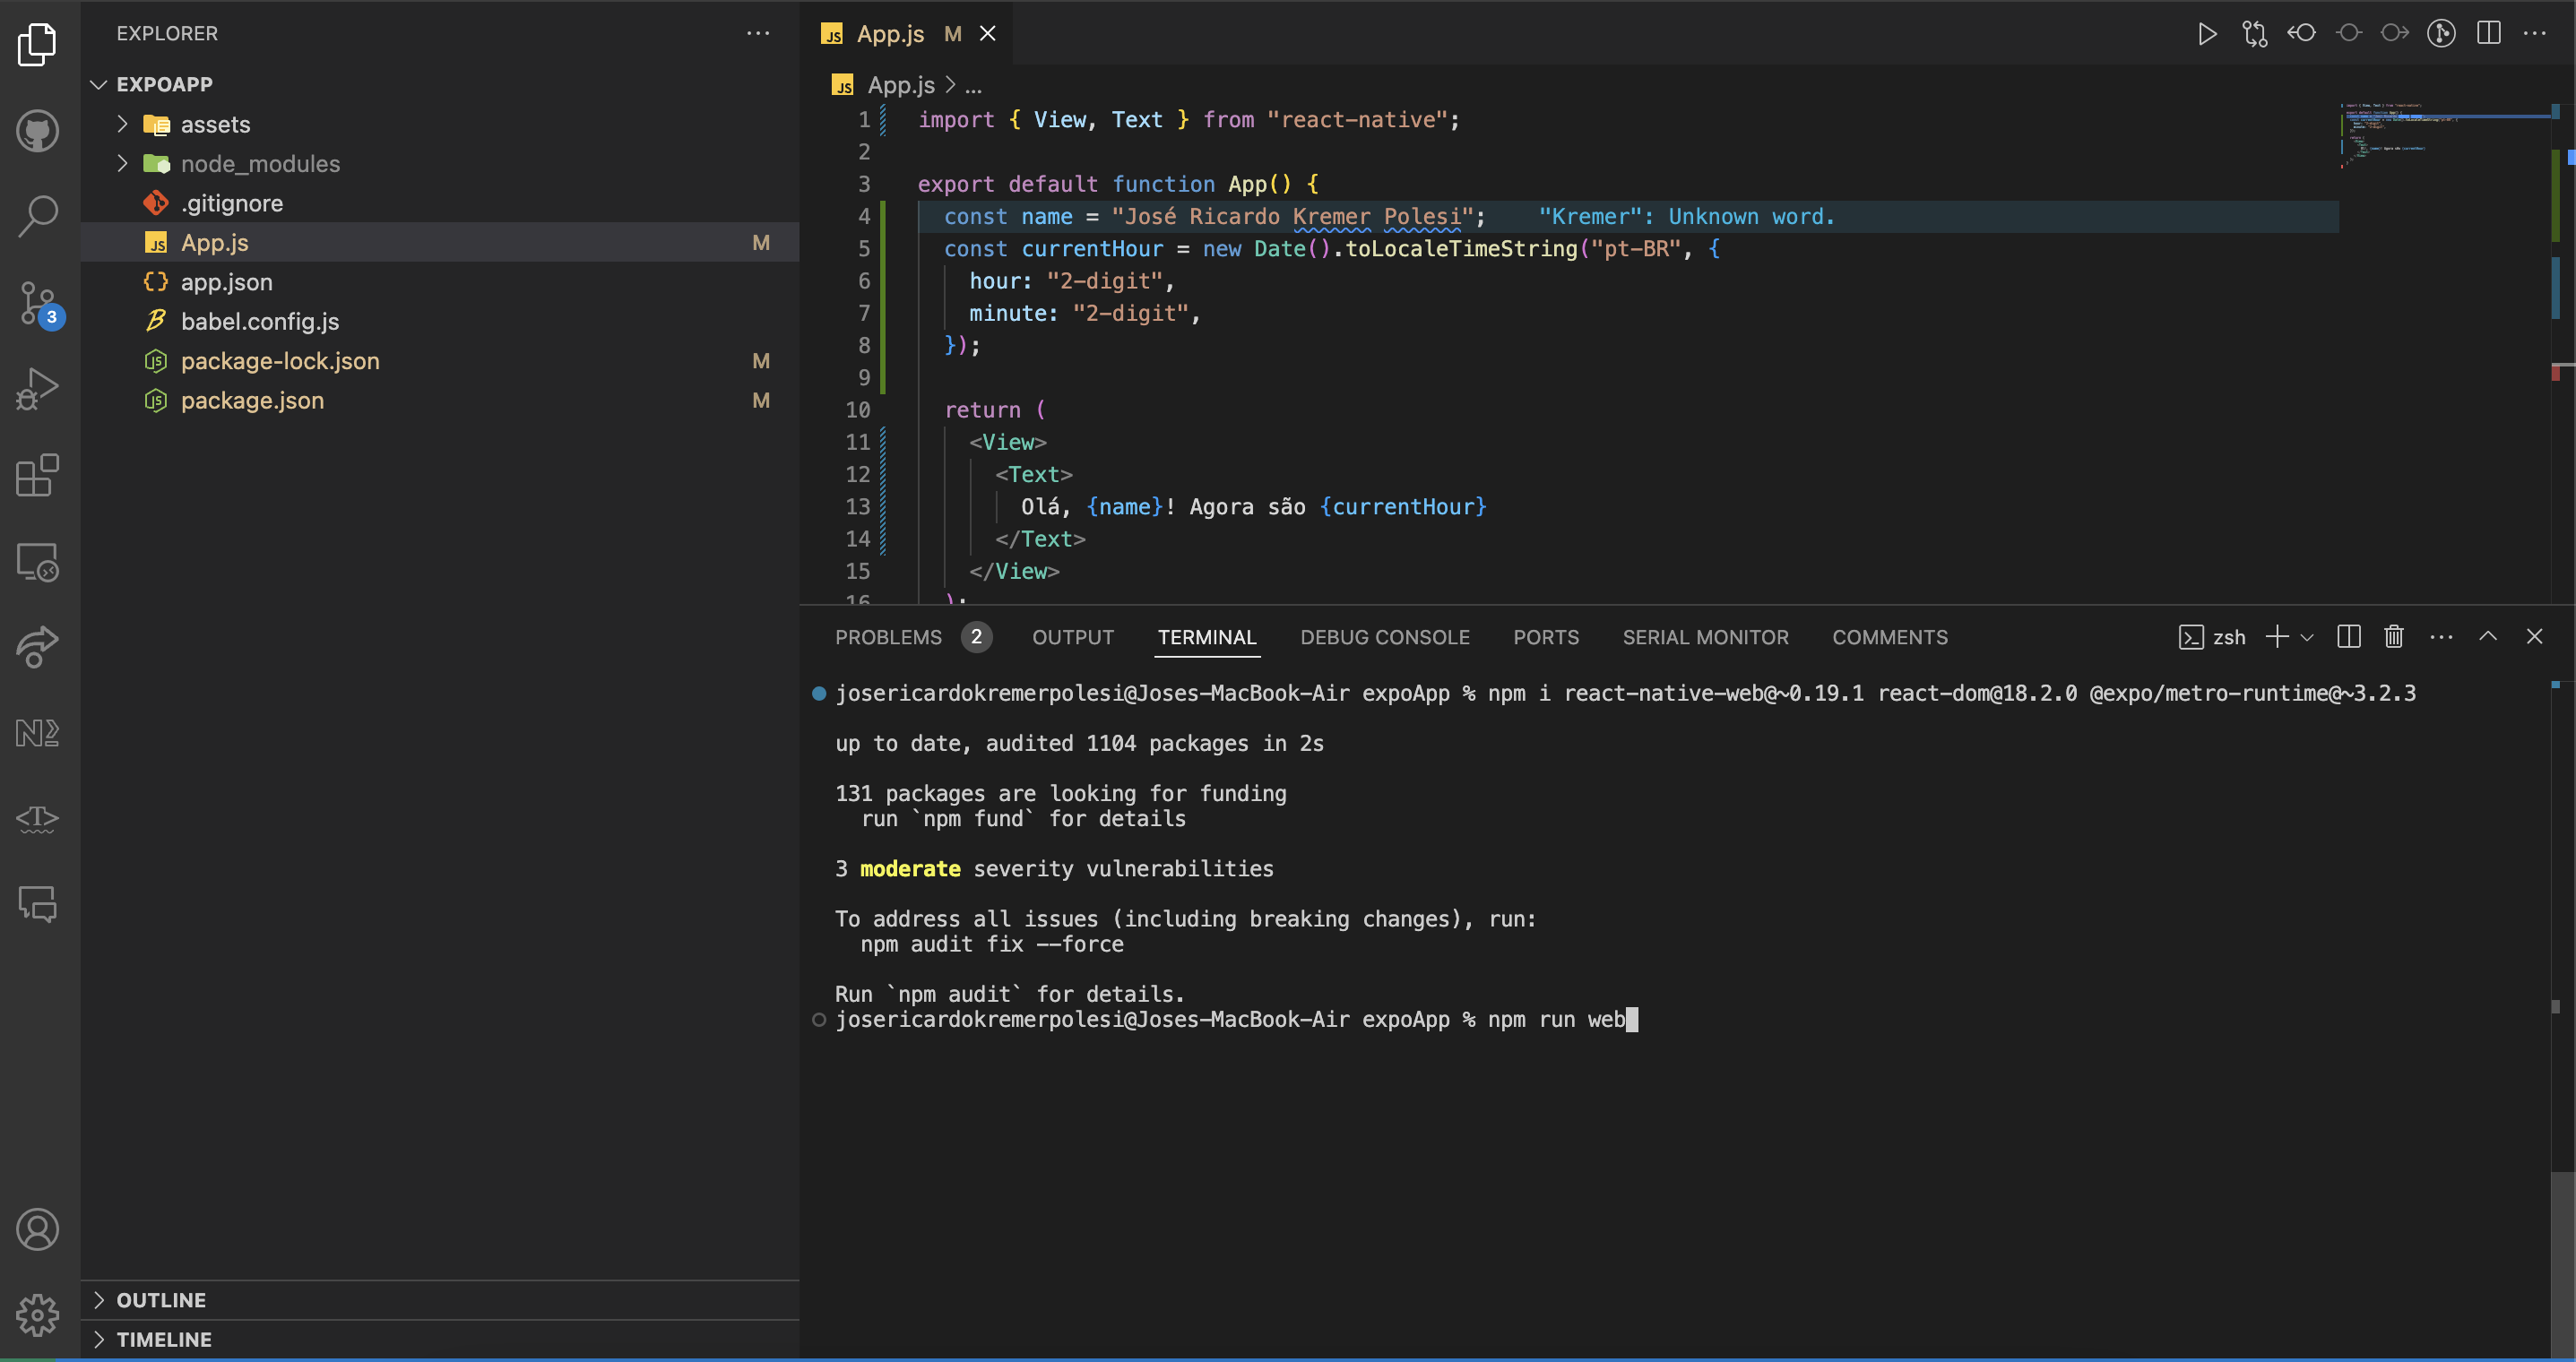 EXPLORER
EXPOAPP
assets
node_modules
.gitignore
JS App.js M
{} app.json
babel.config.js
JS package-lock.json M
JS package.json M
3
OUTLINE
TIMELINE
JS App.js M
JS App.js > ...
1 import { View, Text } from "react-native";
2
3 export default function App() {
4 const name = "José Ricardo Kremer Polesi"; "Kremer": Unknown word.
5 const currentHour = new Date().toLocaleTimeString("pt-BR", {
6 hour: "2-digit",
7 minute: "2-digit",
8 });
9
10 return (
11 <View>
12 <Text>
13 Olá, {name}! Agora são {currentHour}
14 </Text>
15 </View>
16 );
PROBLEMS 2 OUTPUT TERMINAL DEBUG CONSOLE PORTS SERIAL MONITOR COMMENTS zsh
josericardokremerpolesi@Joses-MacBook-Air expoApp % npm i react-native-web@~0.19.1 react-dom@18.2.0 @expo/metro-runtime@~3.2.3
up to date, audited 1104 packages in 2s
131 packages are looking for funding
run `npm fund` for details
3 moderate severity vulnerabilities
To address all issues (including breaking changes), run:
npm audit fix --force
Run `npm audit` for details.
josericardokremerpolesi@Joses-MacBook-Air expoApp % npm run web